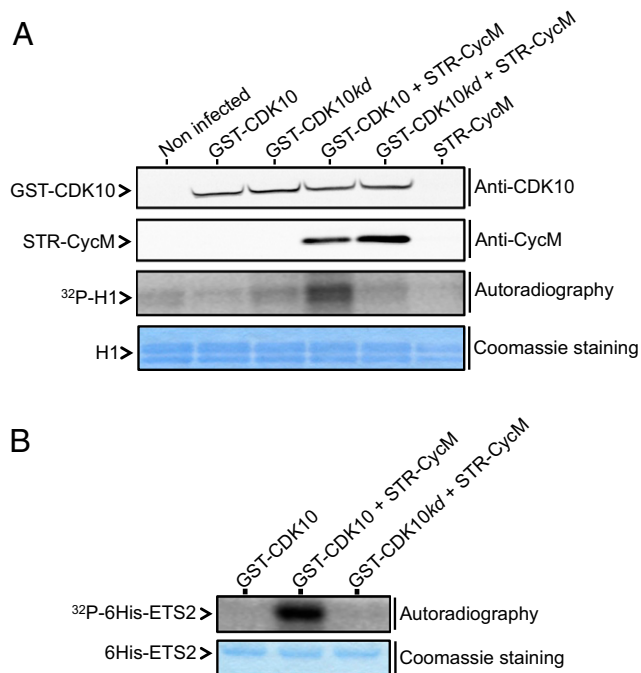 A
Non infected
GST-CDK10
GST-CDK10kd
GST-CDK10 + STR-CycM
GST-CDK10kd + STR-CycM
STR-CycM
GST-CDK10 Anti-CDK10
STR-CycM Anti-CycM
³²P-H1 Autoradiography
H1 Coomassie staining
B
GST-CDK10
GST-CDK10 + STR-CycM
GST-CDK10kd + STR-CycM
³²P-6His-ETS2 Autoradiography
6His-ETS2 Coomassie staining